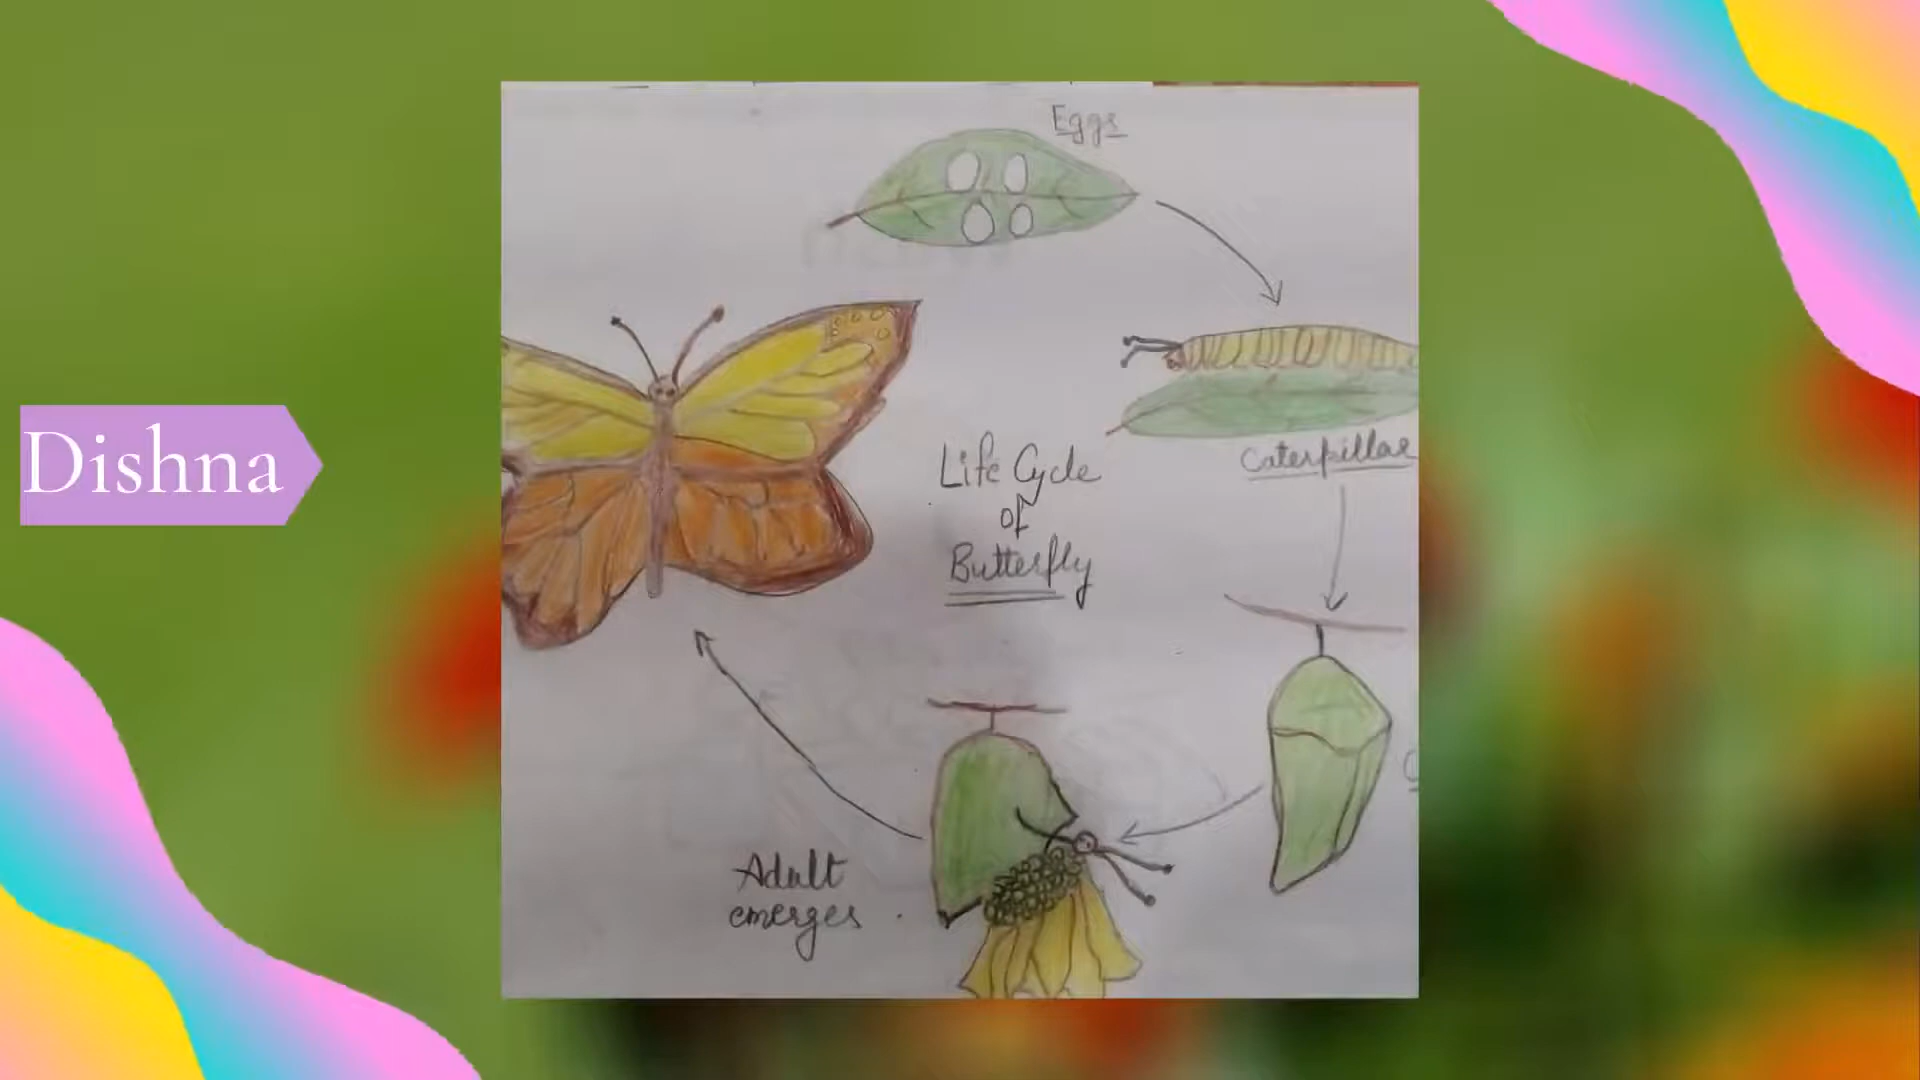 Dishna
Eggs
Caterpillar
Life Cycle
of
Butterfly
Adult
emerges